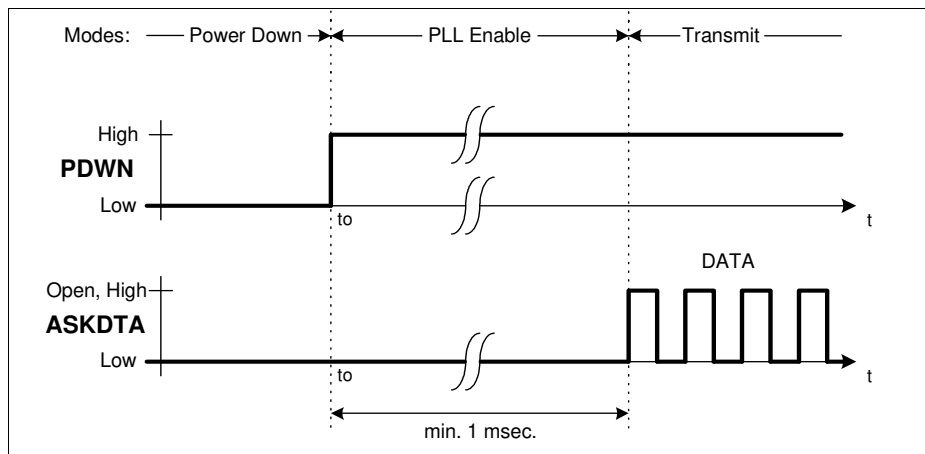 Modes: Power Down PLL Enable Transmit
High
PDWN
Low
to
t
DATA
Open, High
ASKDTA
Low
to
t
min. 1 msec.